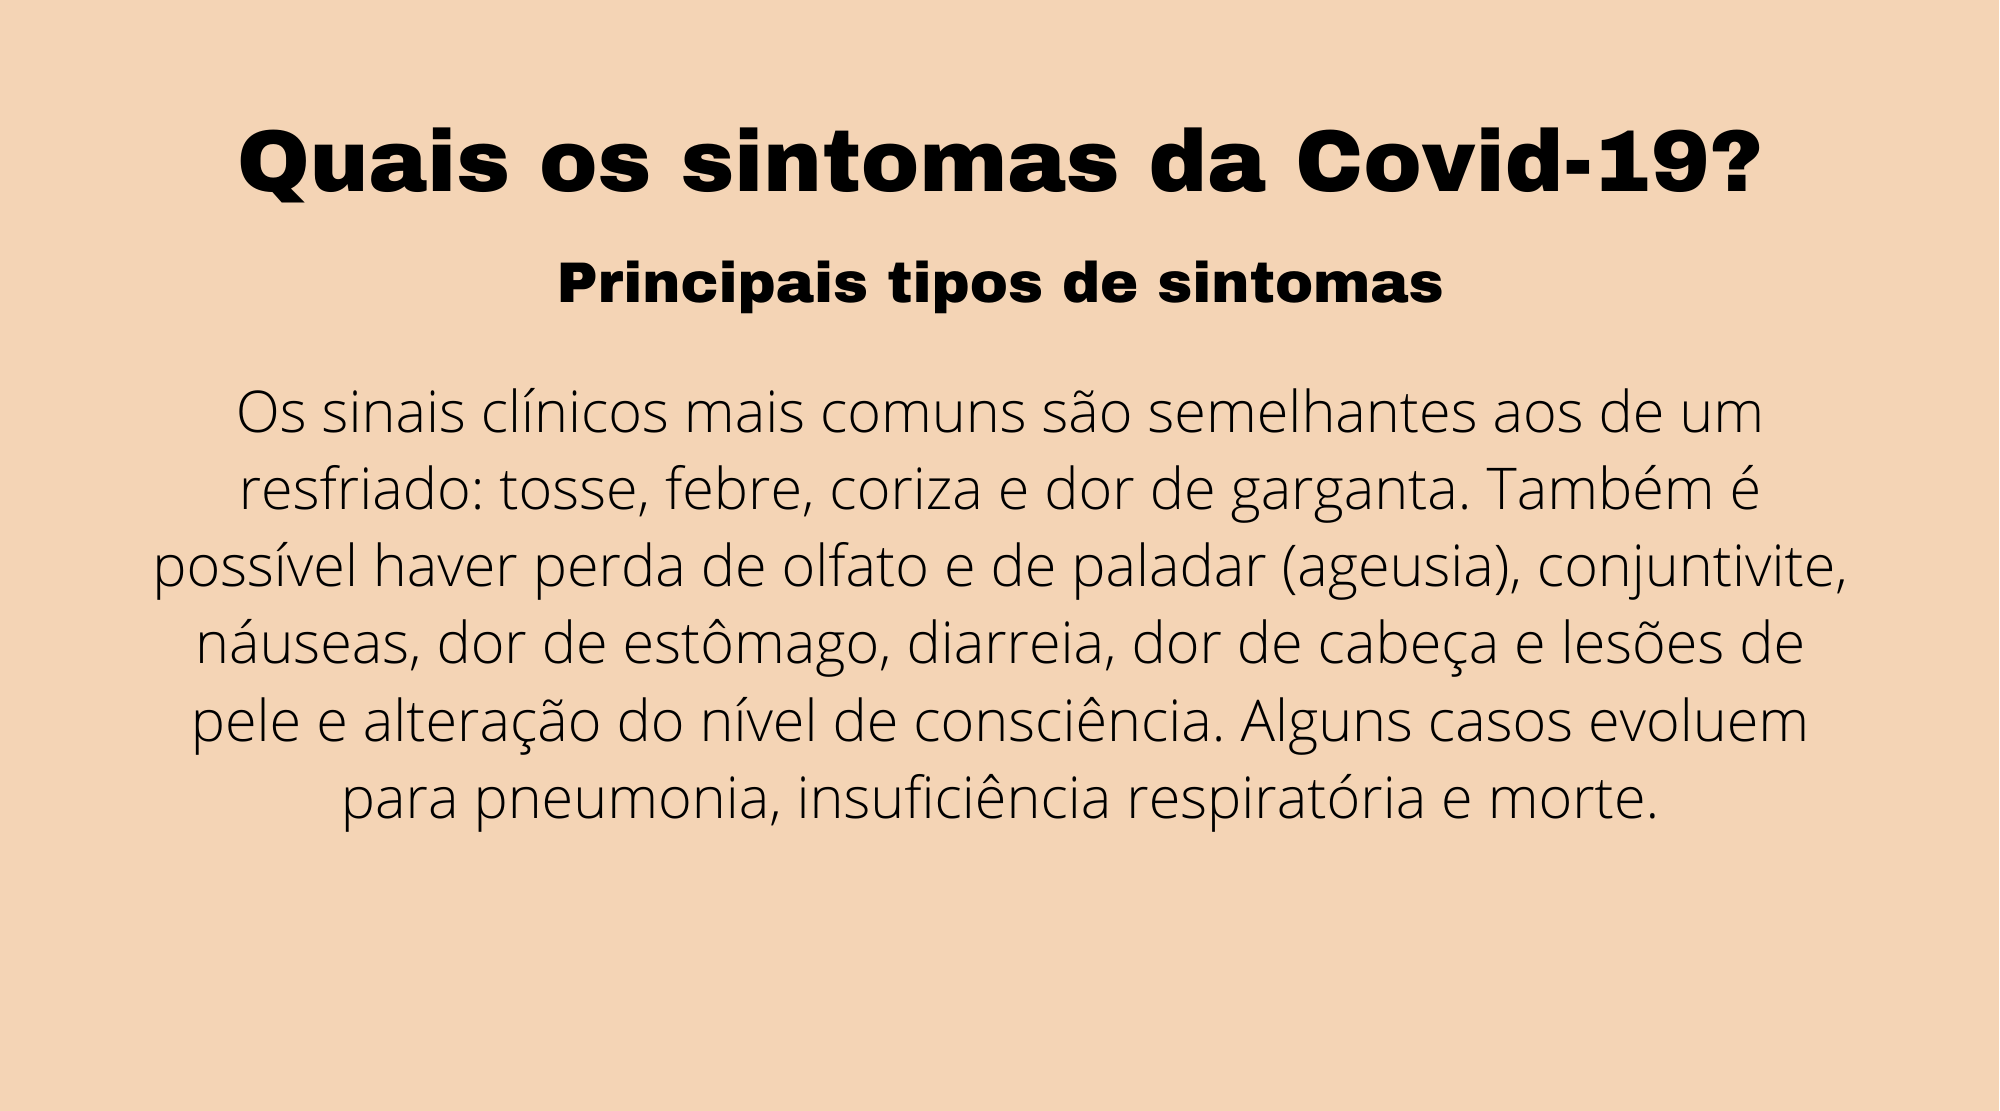 Quais os sintomas da Covid-19?
Principais tipos de sintomas
Os sinais clínicos mais comuns são semelhantes aos de um
resfriado: tosse, febre, coriza e dor de garganta. Também é
possível haver perda de olfato e de paladar (ageusia), conjuntivite,
náuseas, dor de estômago, diarreia, dor de cabeça e lesões de
pele e alteração do nível de consciência. Alguns casos evoluem
para pneumonia, insuficiência respiratória e morte.